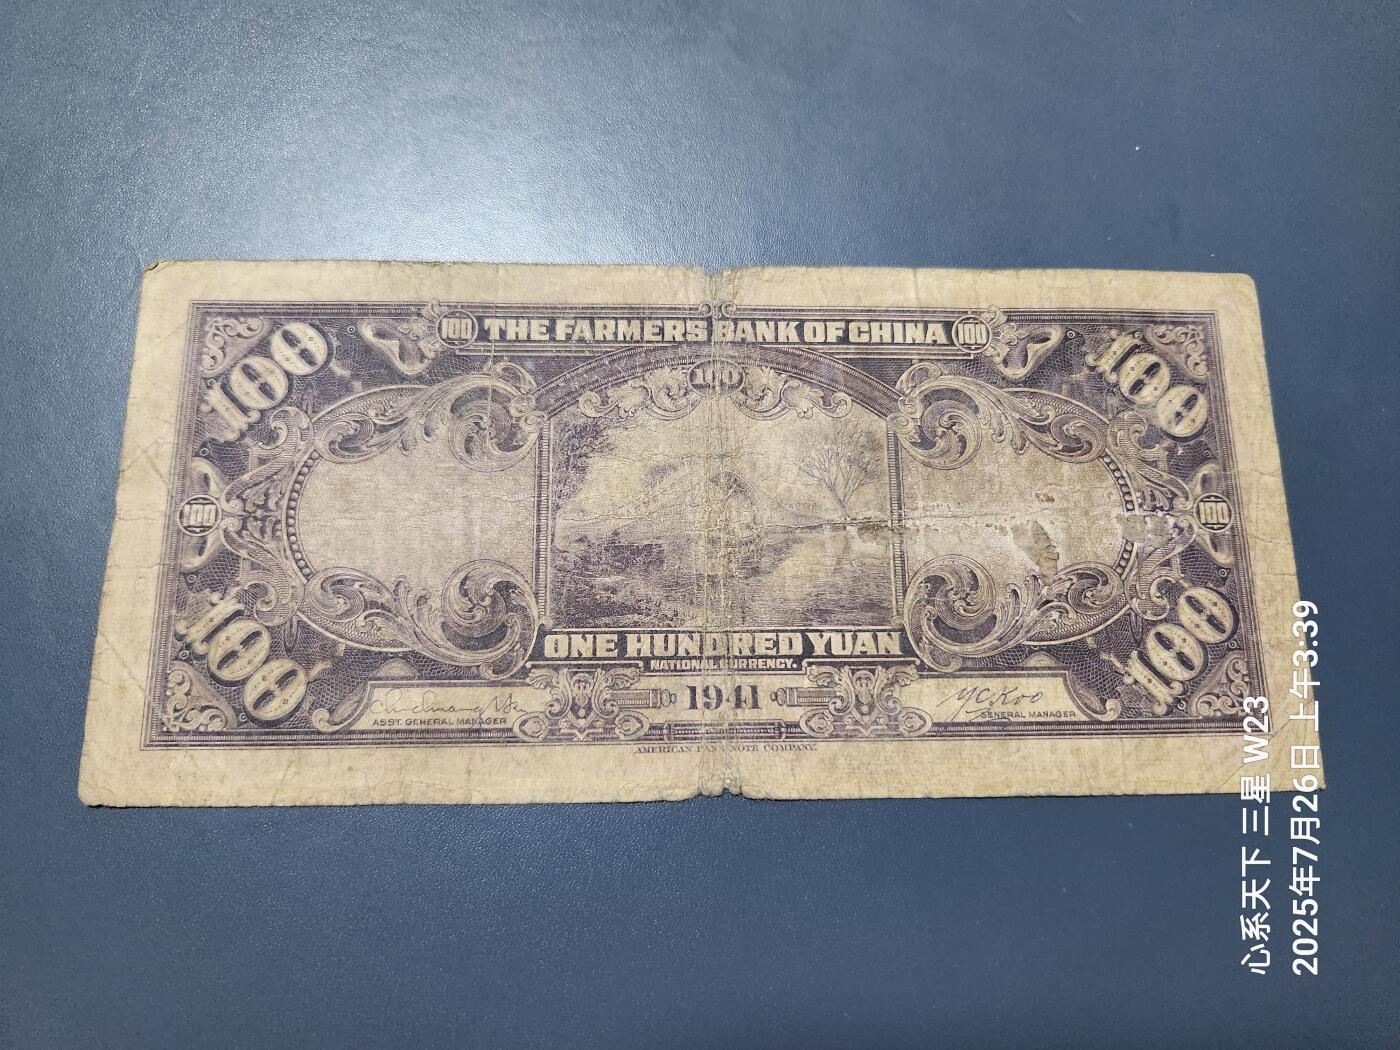 100 THE FARMERS BANK OF CHINA 100
100 100
100
100 100
ONE HUNDRED YUAN
NATIONAL CURRENCY.
100 1941 100
ASST. GENERAL MANAGER
Y.C.Koo
GENERAL MANAGER
AMERICAN BANK NOTE COMPANY.
心系天下 三星 W23
2025年7月26日 上午3:39